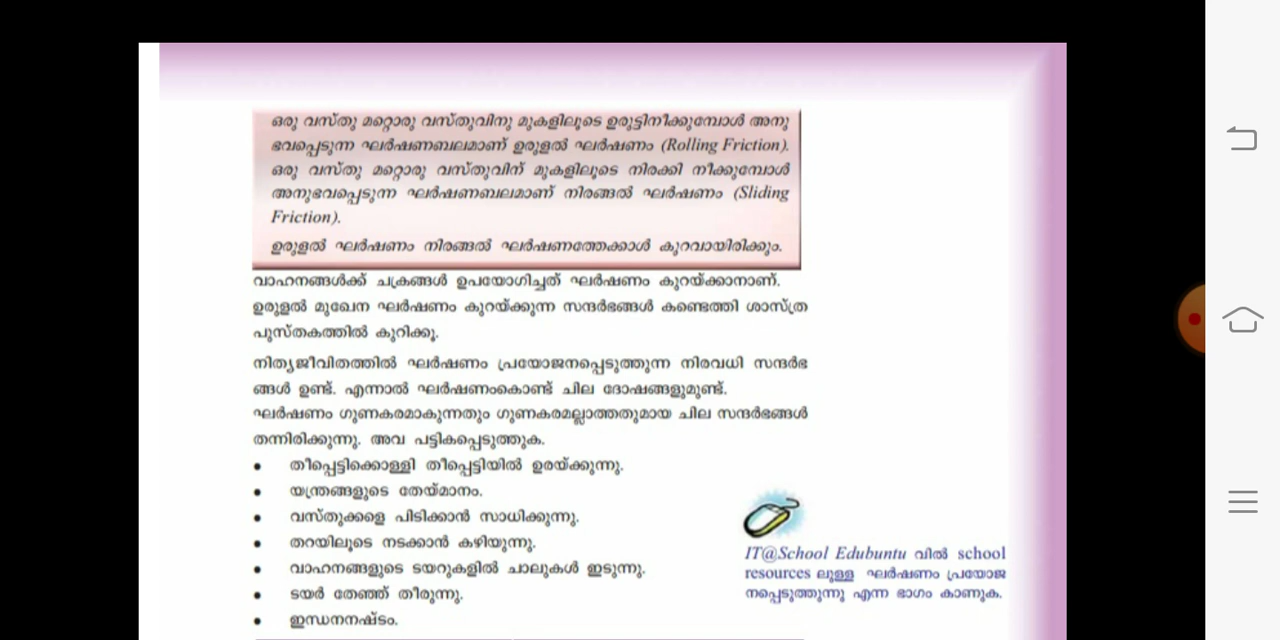 ഒരു വസ്തു മറ്റൊരു വസ്തുവിനു മുകളിലൂടെ ഉരുട്ടിനീക്കുമ്പോൾ അനു
ഭവപ്പെടുന്ന ഘർഷണബലമാണ് ഉരുളൽ ഘർഷണം (Rolling Friction).
ഒരു വസ്തു മറ്റൊരു വസ്തുവിന് മുകളിലൂടെ നിരക്കി നീക്കുമ്പോൾ
അനുഭവപ്പെടുന്ന ഘർഷണബലമാണ് നിരങ്ങൽ ഘർഷണം (Sliding
Friction).
ഉരുളൽ ഘർഷണം നിരങ്ങൽ ഘർഷണത്തേക്കാൾ കുറവായിരിക്കും.
വാഹനങ്ങൾക്ക് ചക്രങ്ങൾ ഉപയോഗിച്ചത് ഘർഷണം കുറയ്ക്കാനാണ്.
ഉരുളൽ മുഖേന ഘർഷണം കുറയ്ക്കുന്ന സന്ദർഭങ്ങൾ കണ്ടെത്തി ശാസ്ത്ര
പുസ്തകത്തിൽ കുറിക്കൂ.
നിത്യജീവിതത്തിൽ ഘർഷണം പ്രയോജനപ്പെടുത്തുന്ന നിരവധി സന്ദർഭ
ങ്ങൾ ഉണ്ട്. എന്നാൽ ഘർഷണംകൊണ്ട് ചില ദോഷങ്ങളുമുണ്ട്.
ഘർഷണം ഗുണകരമാകുന്നതും ഗുണകരമല്ലാത്തതുമായ ചില സന്ദർഭങ്ങൾ
തന്നിരിക്കുന്നു. അവ പട്ടികപ്പെടുത്തുക.
• തീപ്പെട്ടിക്കൊള്ളി തീപ്പെട്ടിയിൽ ഉരയ്ക്കുന്നു.
• യന്ത്രങ്ങളുടെ തേയ്മാനം.
• വസ്തുക്കളെ പിടിക്കാൻ സാധിക്കുന്നു.
• തറയിലൂടെ നടക്കാൻ കഴിയുന്നു.
• വാഹനങ്ങളുടെ ടയറുകളിൽ ചാലുകൾ ഇടുന്നു.
• ടയർ തേഞ്ഞ് തീരുന്നു.
• ഇന്ധനനഷ്ടം.
IT@School Edubuntu വിൽ school
resources ലുള്ള ഘർഷണം പ്രയോജ
നപ്പെടുത്തുന്നു എന്ന ഭാഗം കാണുക.